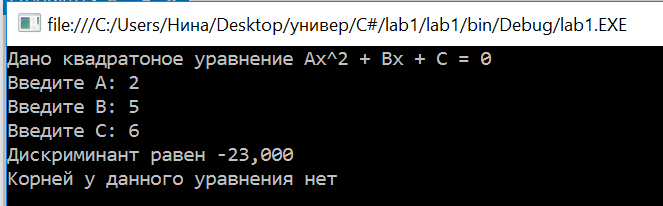 file:///C:/Users/Нина/Desktop/универ/C#/lab1/lab1/bin/Debug/lab1.EXE
Дано квадратоное уравнение Ax^2 + Bx + C = 0
Введите A: 2
Введите B: 5
Введите C: 6
Дискриминант равен -23,000
Корней у данного уравнения нет